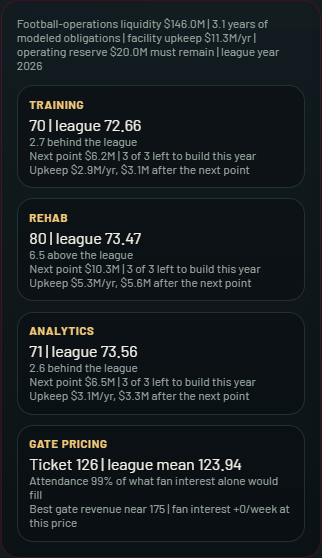 Football-operations liquidity $146.0M | 3.1 years of
modeled obligations | facility upkeep $11.3M/yr |
operating reserve $20.0M must remain | league year
2026
TRAINING
70 | league 72.66
2.7 behind the league
Next point $6.2M | 3 of 3 left to build this year
Upkeep $2.9M/yr, $3.1M after the next point
REHAB
80 | league 73.47
6.5 above the league
Next point $10.3M | 3 of 3 left to build this year
Upkeep $5.3M/yr, $5.6M after the next point
ANALYTICS
71 | league 73.56
2.6 behind the league
Next point $6.5M | 3 of 3 left to build this year
Upkeep $3.1M/yr, $3.3M after the next point
GATE PRICING
Ticket 126 | league mean 123.94
Attendance 99% of what fan interest alone would
fill
Best gate revenue near 175 | fan interest +0/week at
this price